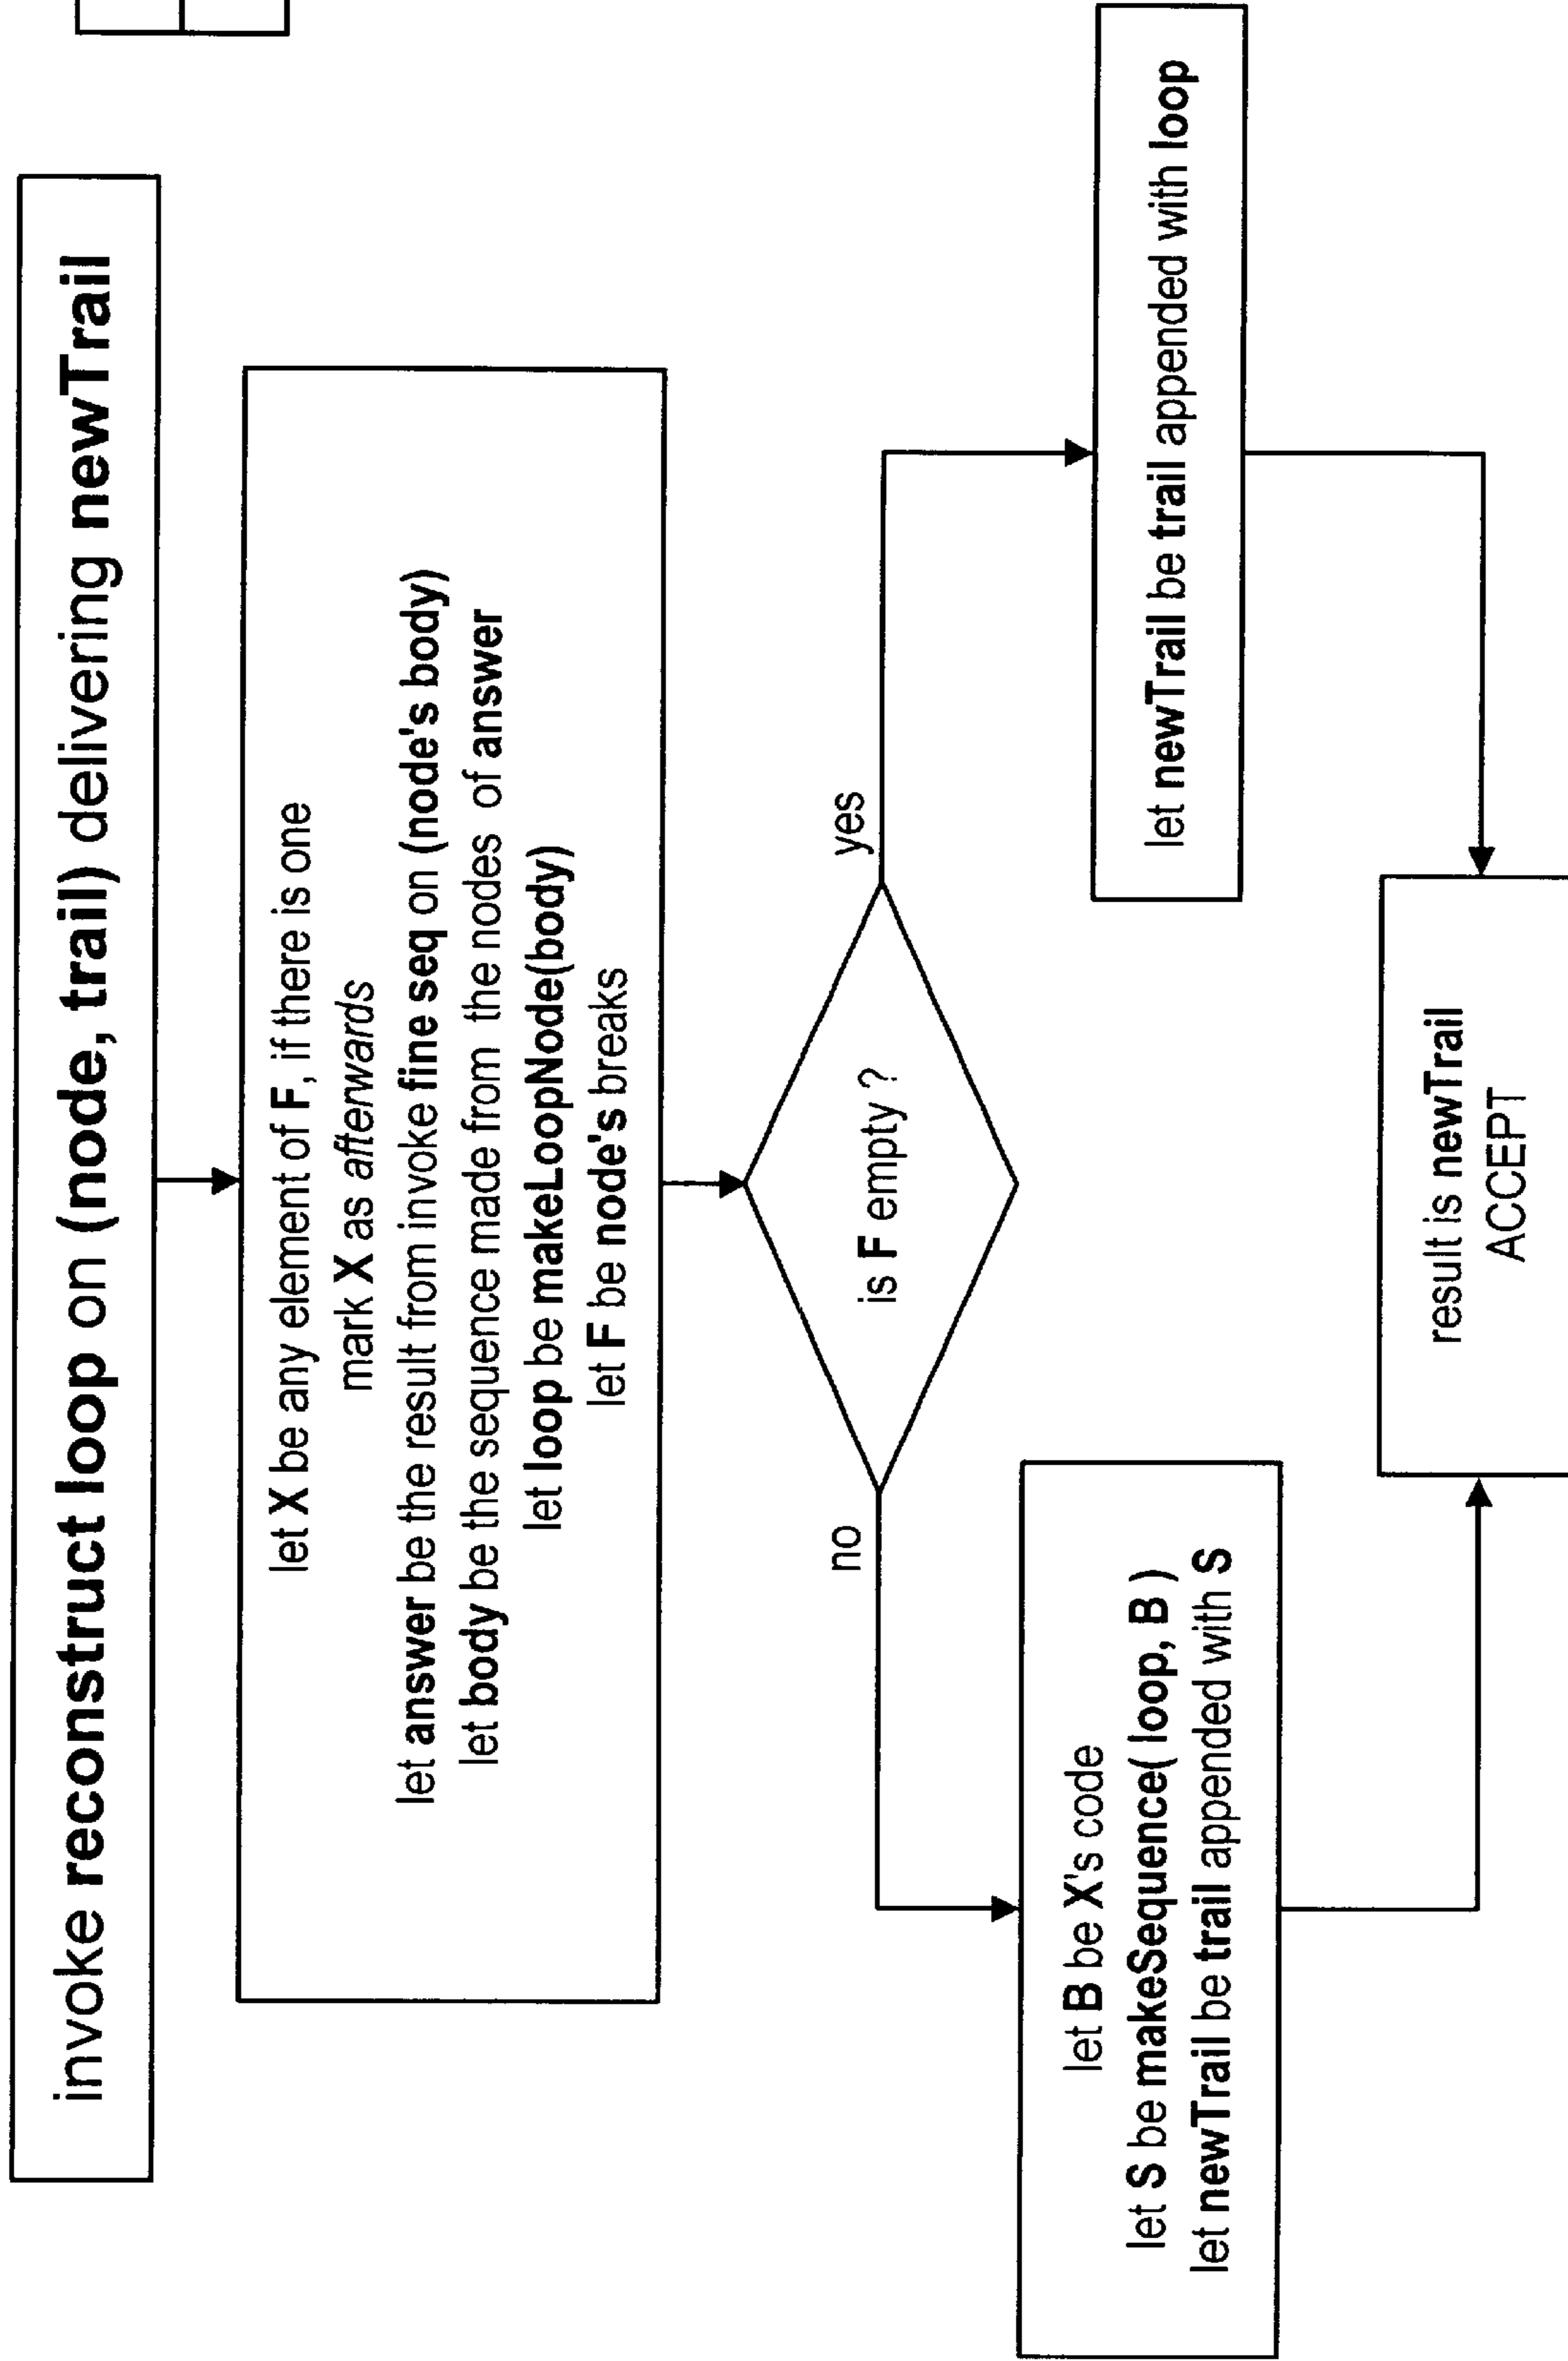 invoke reconstruct loop on (node, trail) delivering newTrail
let X be any element of F, if there is one
mark X as afterwards
let answer be the result from invoke fine seq on (node's body)
let body be the sequence made from the nodes of answer
let loop be makeLoopNode(body)
let F be node's breaks
is F empty ?
no
yes
let B be X's code
let S be makeSequence( loop, B )
let newTrail be trail appended with S
let newTrail be trail appended with loop
result is newTrail
ACCEPT